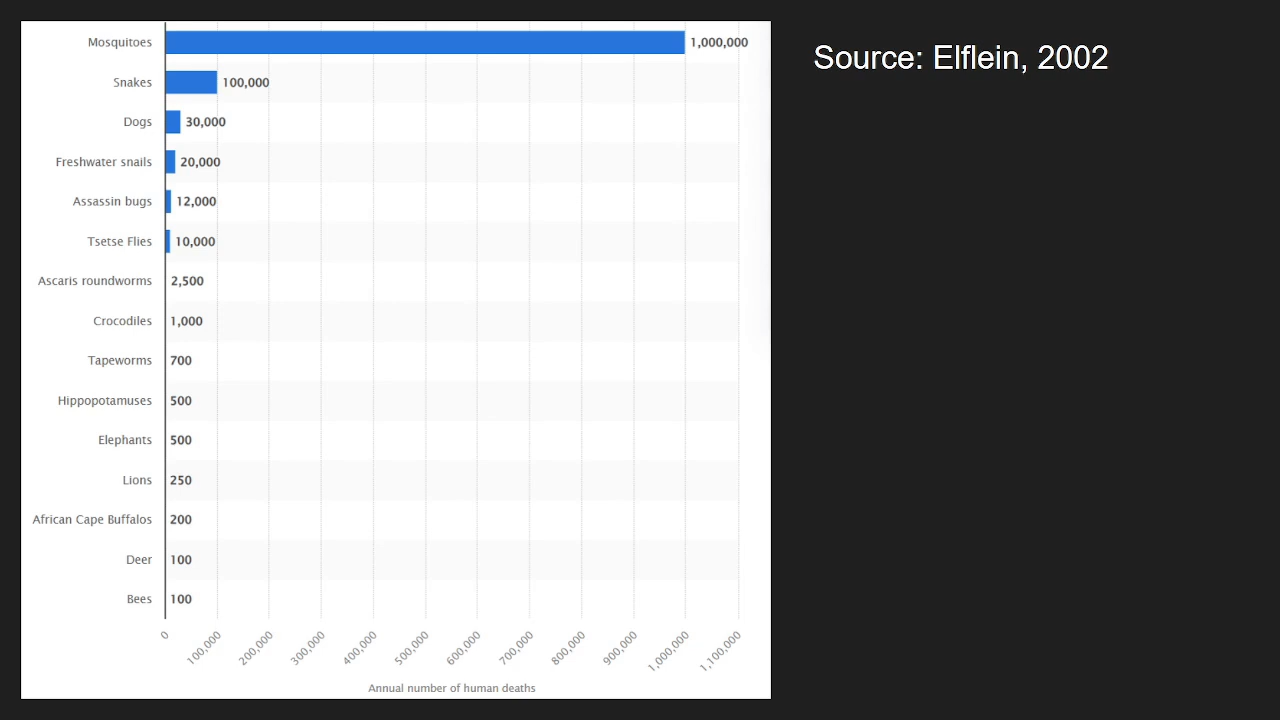 Mosquitoes 1,000,000
Snakes 100,000
Dogs 30,000
Freshwater snails 20,000
Assassin bugs 12,000
Tsetse Flies 10,000
Ascaris roundworms 2,500
Crocodiles 1,000
Tapeworms 700
Hippopotamuses 500
Elephants 500
Lions 250
African Cape Buffalos 200
Deer 100
Bees 100
0 100,000 200,000 300,000 400,000 500,000 600,000 700,000 800,000 900,000 1,000,000 1,100,000
Annual number of human deaths
Source: Elflein, 2002